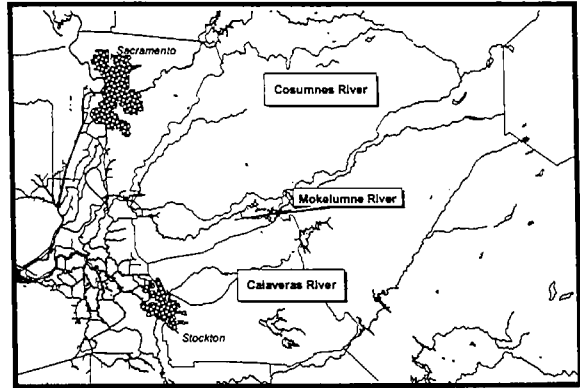 Sacramento
Cosumnes River
Mokelumne River
Calaveras River
Stockton